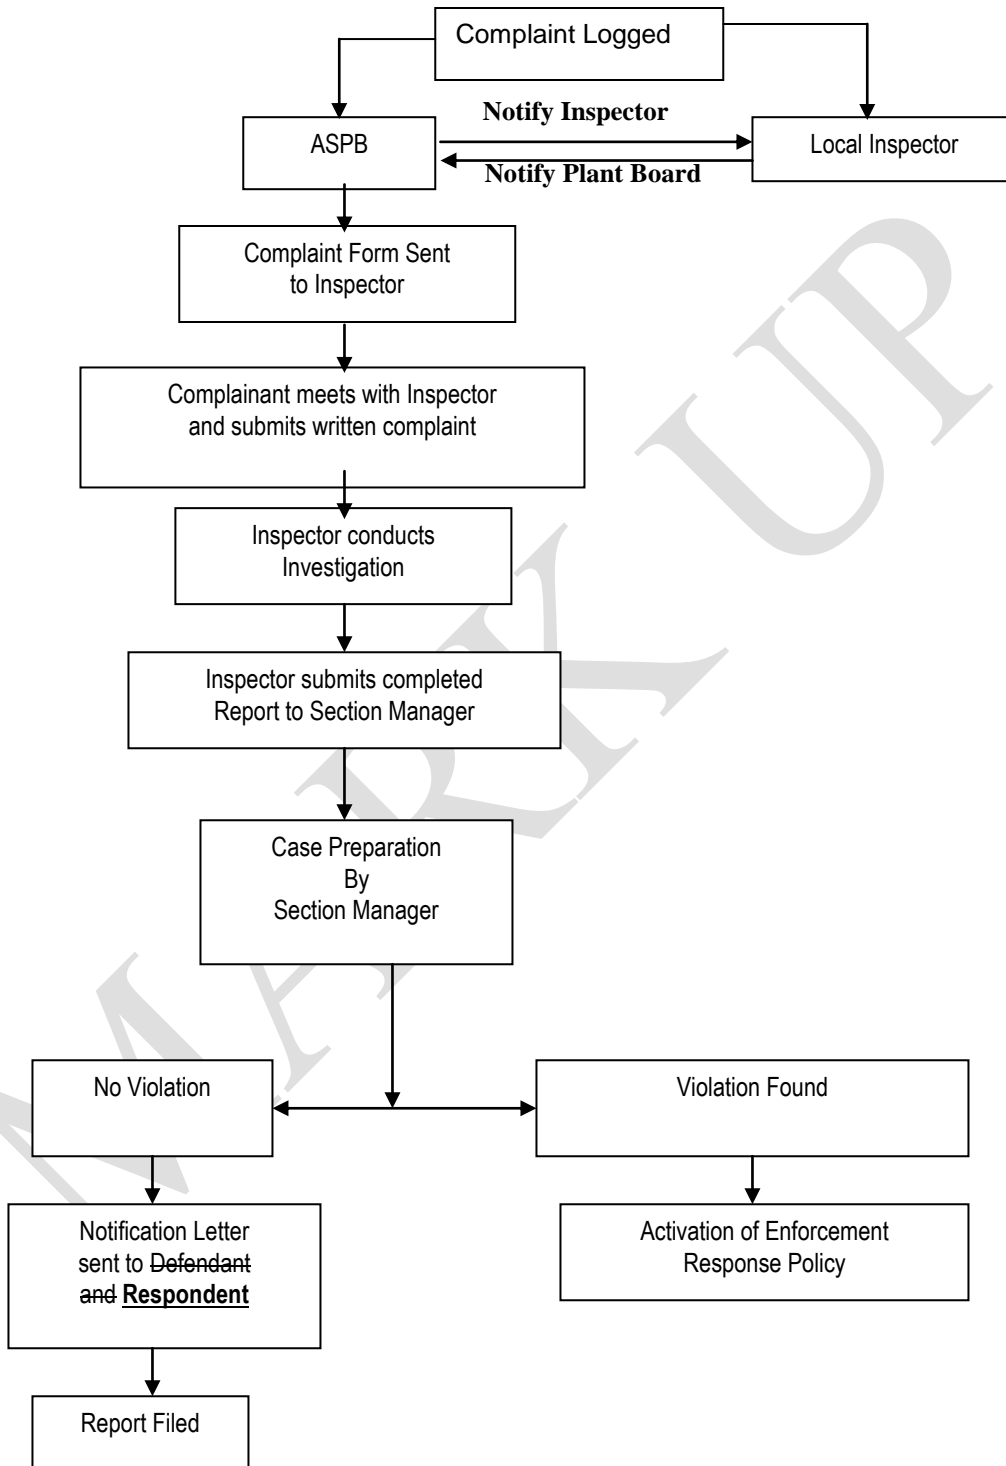 Complaint Logged
Notify Inspector
ASPB
Local Inspector
Notify Plant Board
Complaint Form Sent
to Inspector
Complainant meets with Inspector
and submits written complaint
Inspector conducts
Investigation
Inspector submits completed
Report to Section Manager
Case Preparation
By
Section Manager
No Violation
Violation Found
Notification Letter
sent to Defendant
and Respondent
Activation of Enforcement
Response Policy
Report Filed
MARK UP